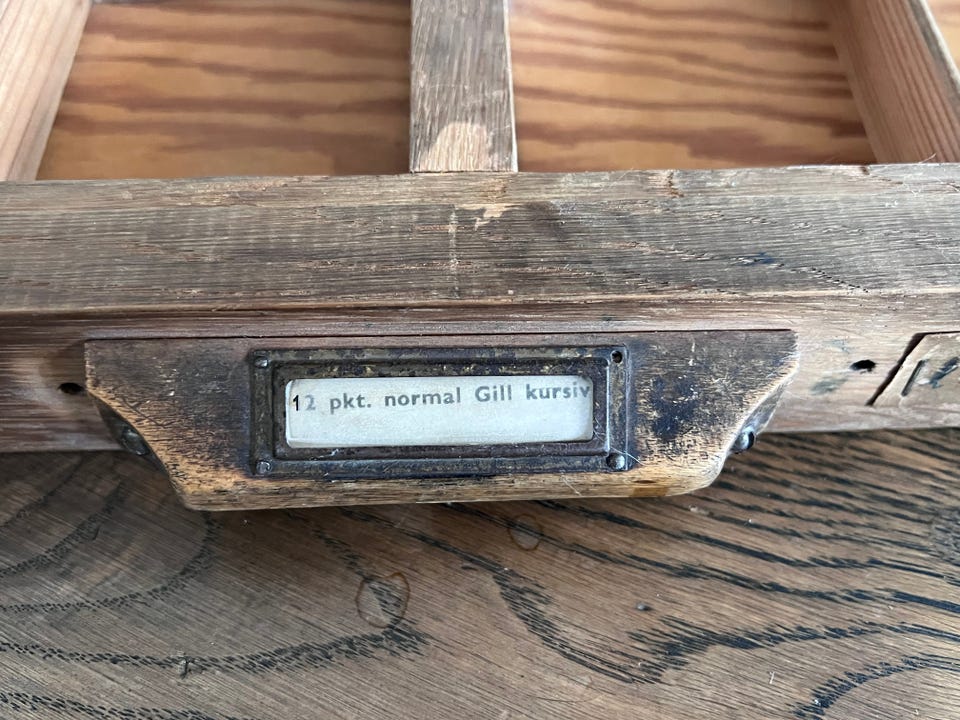 12 pkt. normal Gill kursiv